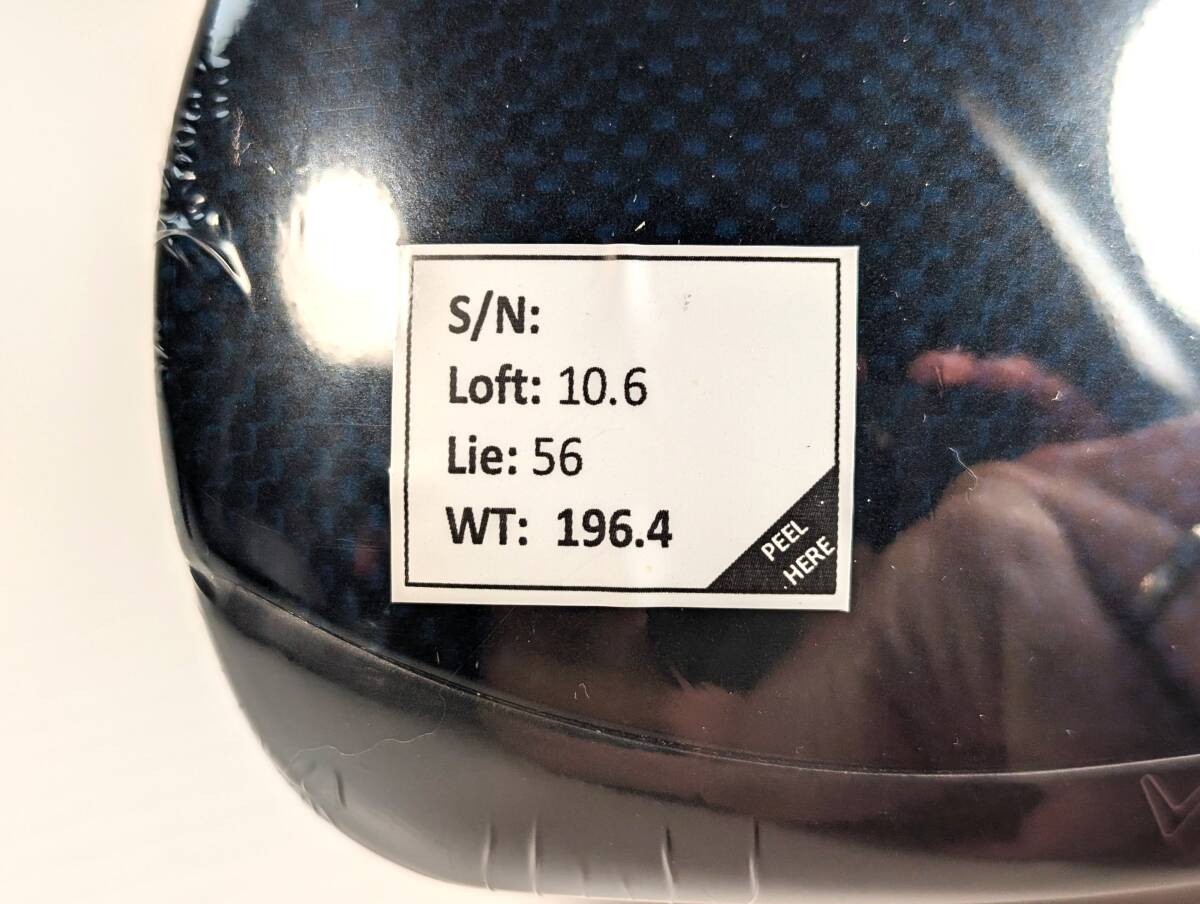 S/N:
Loft: 10.6
Lie: 56
WT: 196.4
PEEL
HERE